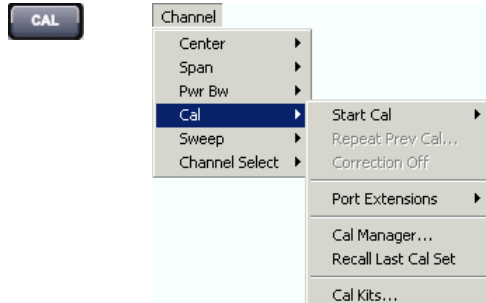 CAL
Channel
Center
Span
Pwr Bw
Cal
Sweep
Channel Select
Start Cal
Repeat Prev Cal...
Correction Off
Port Extensions
Cal Manager...
Recall Last Cal Set
Cal Kits...